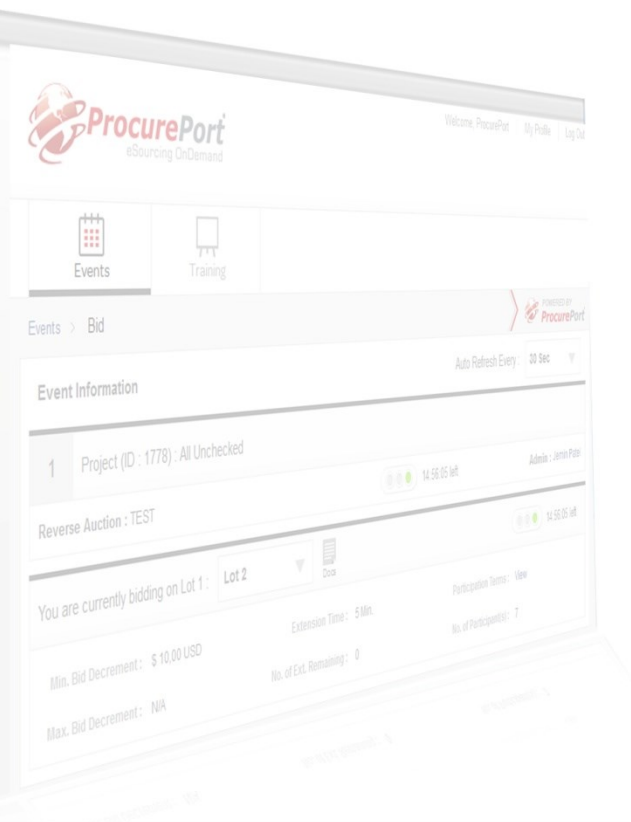 ProcurePort
eSourcing OnDemand
Welcome: ProcurePort My Profile Log Out
Events Training
Events > Bid
POWERED BY
ProcurePort
Event Information
Auto Refresh Every: 30 Sec
1 Project (ID : 1778) : All Unchecked
14:56:05 left
Reverse Auction : TEST
Admin : Jemin Patel
14:56:05 left
You are currently bidding on Lot 1 : Lot 2 Docs
Min. Bid Decrement : $ 10.00 USD
Extension Time : 5 Min.
Participation Terms : View
Max. Bid Decrement : N/A
No. of Ext. Remaining : 0
No. of Participant(s) : 7